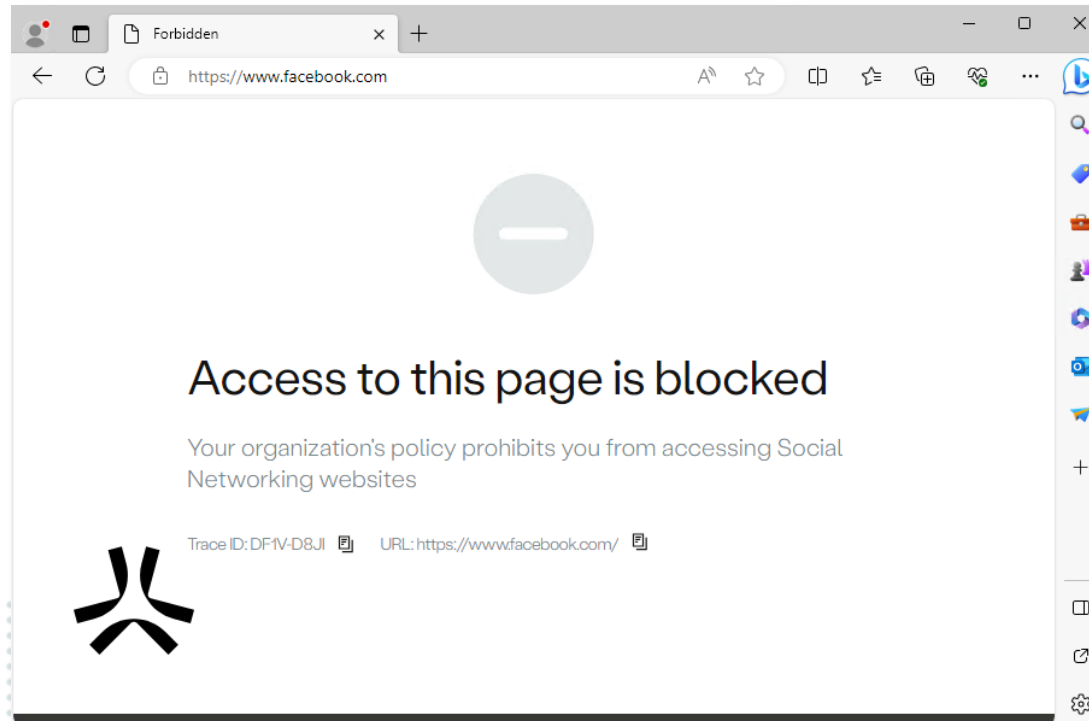 Forbidden
https://www.facebook.com
Access to this page is blocked
Your organization's policy prohibits you from accessing Social
Networking websites
Trace ID: DF1V-D8JI URL: https://www.facebook.com/